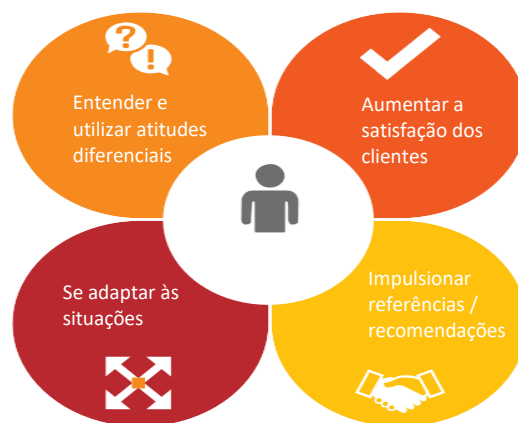 Entender e
utilizar atitudes
diferenciais
Aumentar a
satisfação dos
clientes
Se adaptar às
situações
Impulsionar
referências /
recomendações